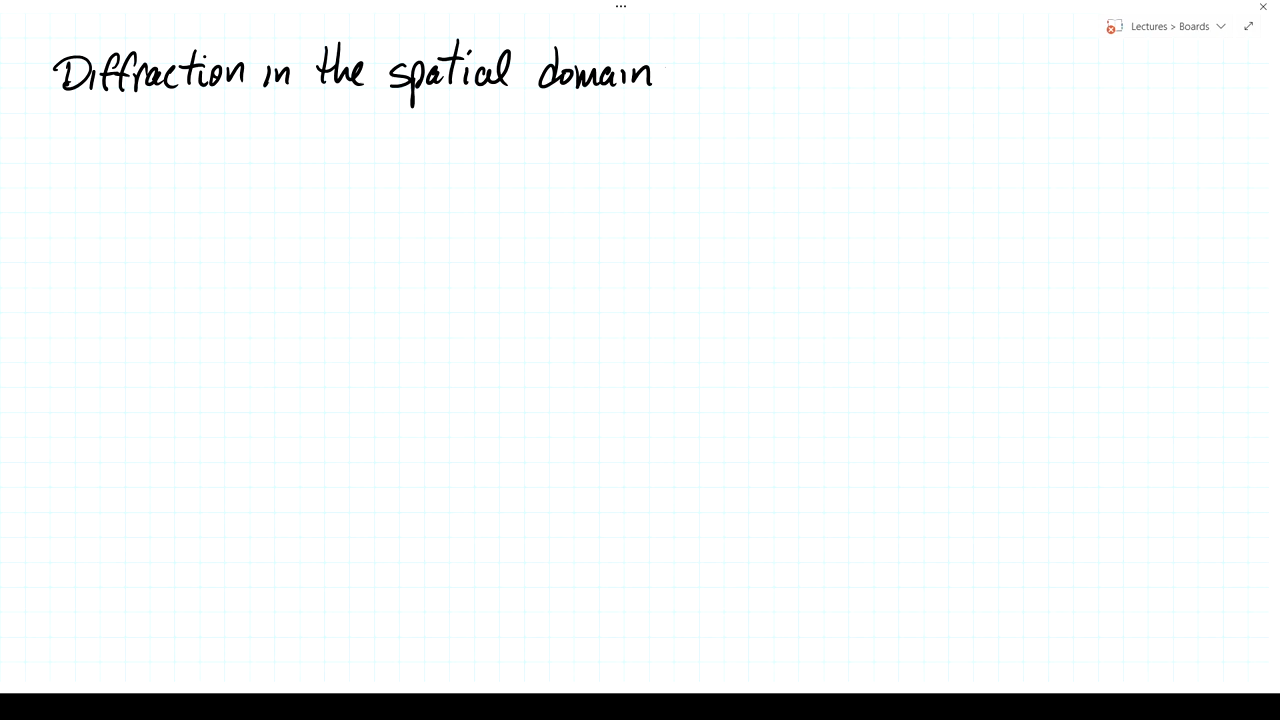 Lectures > Boards
Diffraction in the spatial domain